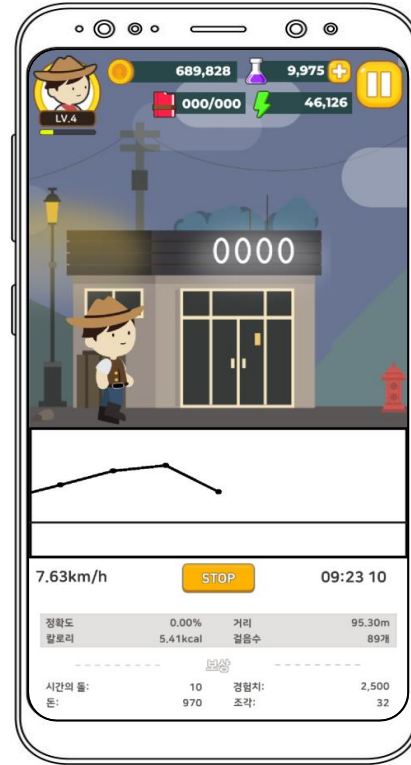 689,828 9,975
000/000 46,126
LV.4
0000
7.63km/h STOP 09:23 10
정확도 0.00% 거리 95.30m
칼로리 5.41kcal 걸음수 89개
보상
시간의 돌: 10 경험치: 2,500
돈: 970 조각: 32